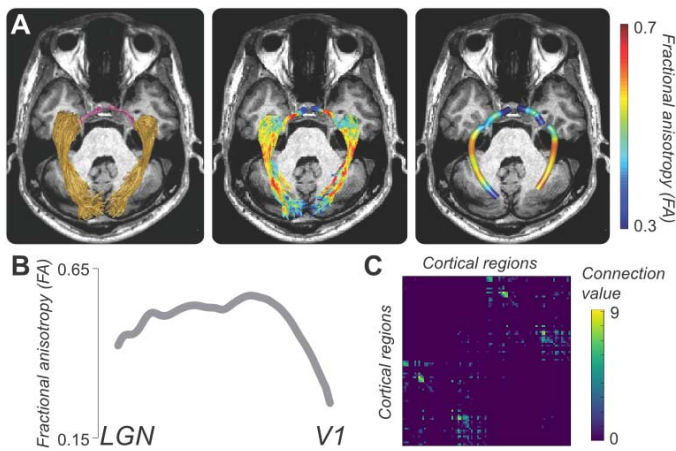 A
0.7
Fractional anisotropy (FA)
0.3
B
0.65
Fractional anisotropy (FA)
0.15
LGN
V1
C
Cortical regions
Cortical regions
Connection
value
9
0